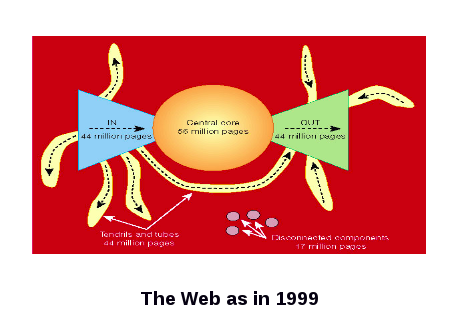 Central core
56 million pages
IN
44 million pages
OUT
44 million pages
Tendrils and tubes
44 million pages
Disconnected components
17 million pages
The Web as in 1999